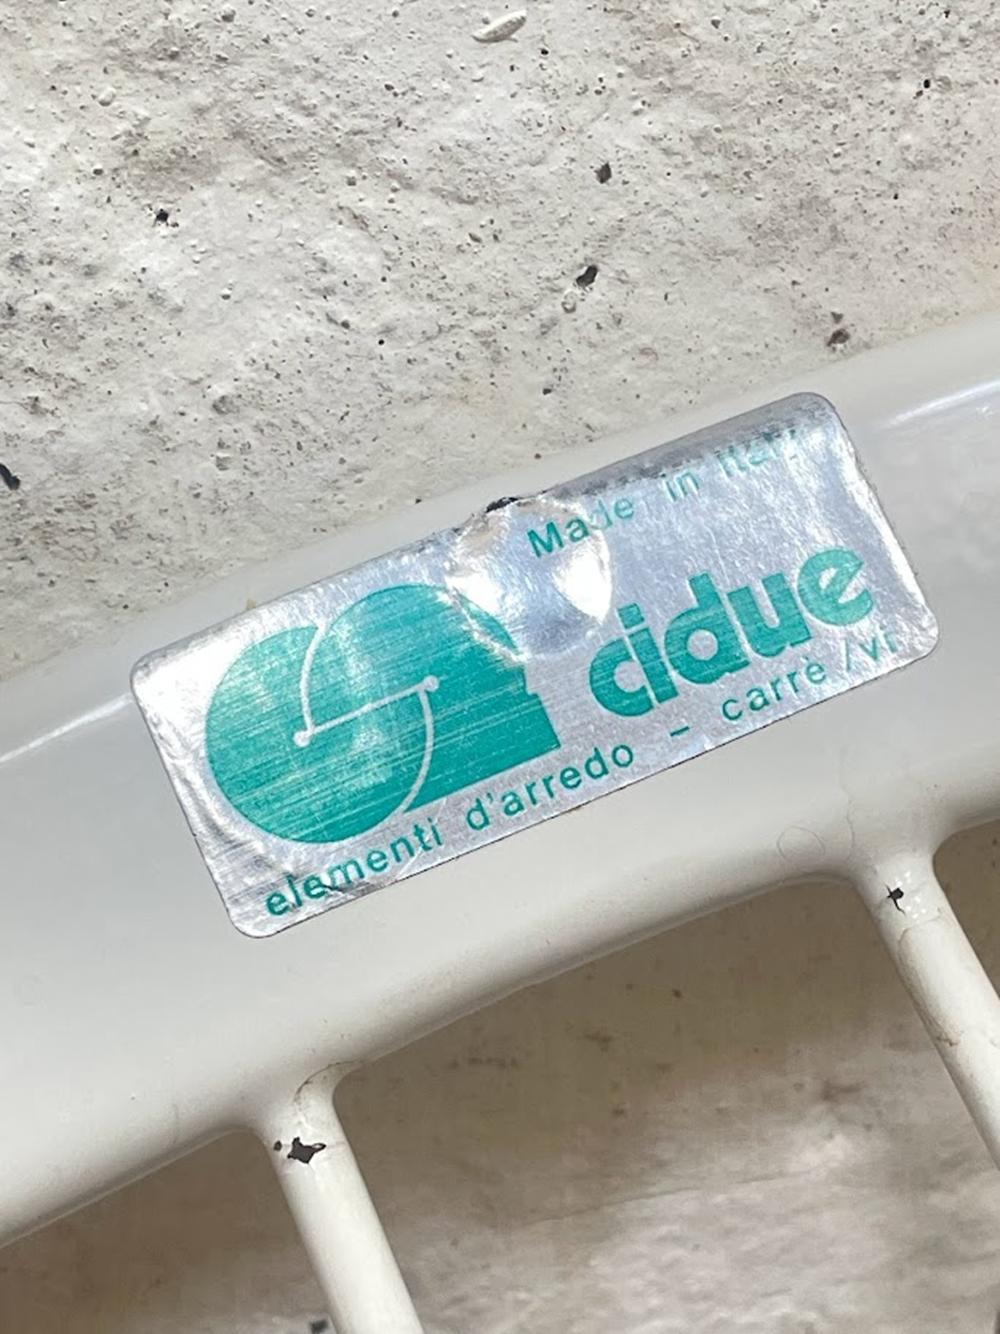 Made in Italy
cidue
elementi d'arredo - carrè /vi